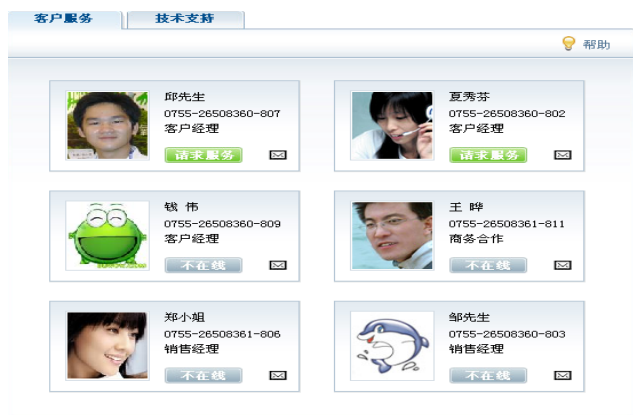 客户服务
技术支持
帮助
邱先生
0755-26508360-807
客户经理
请求服务
夏秀芬
0755-26508360-802
客户经理
请求服务
钱 伟
0755-26508360-809
客户经理
不在线
王 晔
0755-26508361-811
商务合作
不在线
郑小姐
0755-26508361-806
销售经理
不在线
邹先生
0755-26508360-803
销售经理
不在线